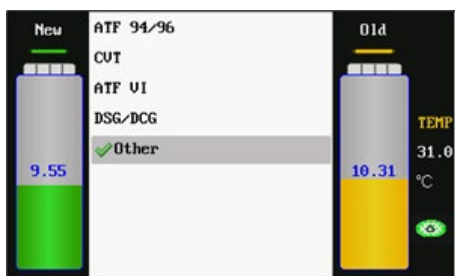 New
9.55
ATF 94/96
CVT
ATF VI
DSG/DCG
Other
Old
10.31
TEMP
31.0
°C